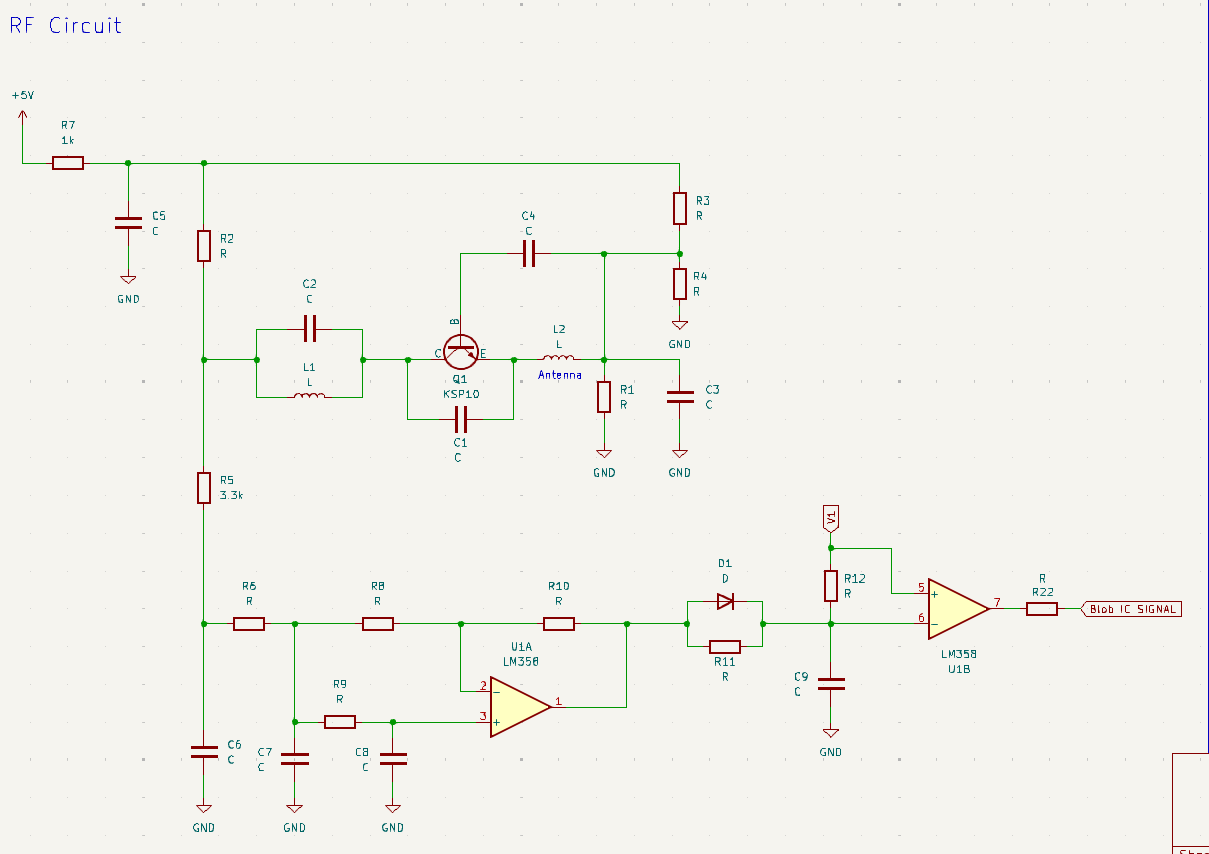 RF Circuit
+5V
R7
1k
C5
C
GND
R2
R
C2
C
L1
L
C4
C
B
C
E
Q1
KSP10
C1
C
L2
L
Antenna
R3
R
R4
R
GND
R1
R
GND
C3
C
GND
R5
3.3k
R6
R
R8
R
R10
R
U1A
LM358
2
-
3
+
1
R9
R
C6
C
GND
C7
C
GND
C8
C
GND
D1
D
R11
R
V1
R12
R
C9
C
GND
5
+
6
-
7
LM358
U1B
R
R22
Blob IC SIGNAL